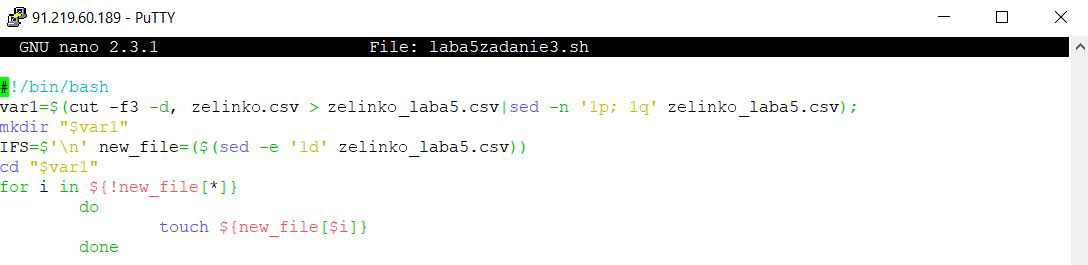 91.219.60.189 - PuTTY
GNU nano 2.3.1 File: laba5zadanie3.sh
#!/bin/bash
var1=$(cut -f3 -d, zelinko.csv > zelinko_laba5.csv|sed -n '1p; 1q' zelinko_laba5.csv);
mkdir "$var1"
IFS=$'\n' new_file=($(sed -e '1d' zelinko_laba5.csv))
cd "$var1"
for i in ${!new_file[*]}
do
touch ${new_file[$i]}
done